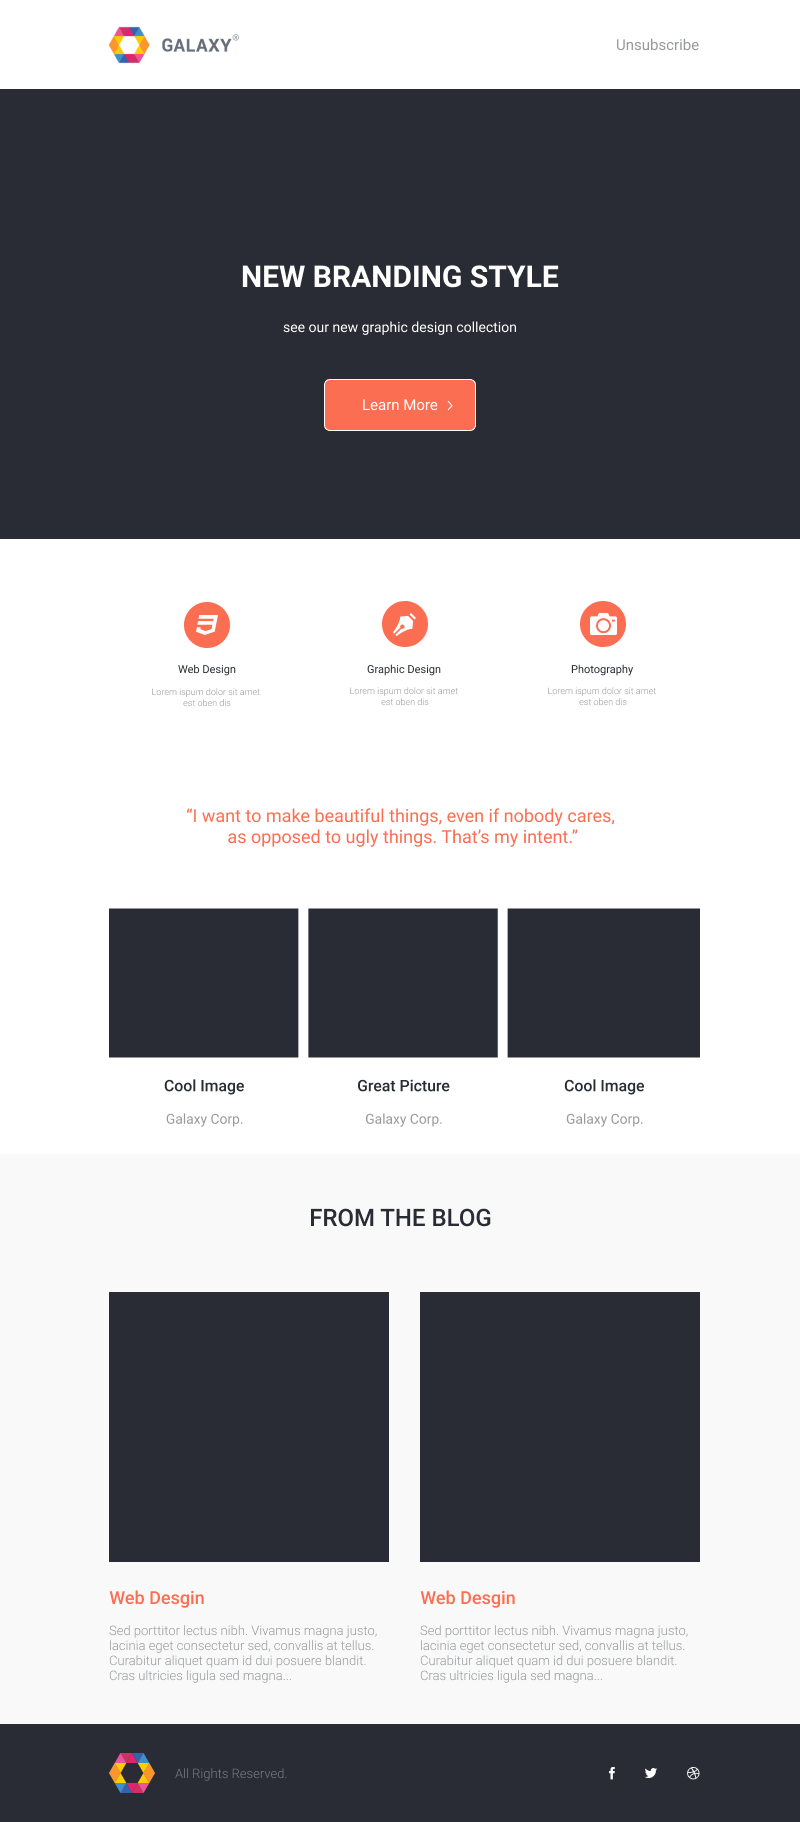 GALAXY®
Unsubscribe
NEW BRANDING STYLE
see our new graphic design collection
Learn More
Web Design
Lorem ispum dolor sit amet
est oben dis
Graphic Design
Lorem ispum dolor sit amet
est oben dis
Photography
Lorem ispum dolor sit amet
est oben dis
“I want to make beautiful things, even if nobody cares,
as opposed to ugly things. That’s my intent.”
Cool Image
Galaxy Corp.
Great Picture
Galaxy Corp.
Cool Image
Galaxy Corp.
FROM THE BLOG
Web Desgin
Sed porttitor lectus nibh. Vivamus magna justo,
lacinia eget consectetur sed, convallis at tellus.
Curabitur aliquet quam id dui posuere blandit.
Cras ultricies ligula sed magna...
Web Desgin
Sed porttitor lectus nibh. Vivamus magna justo,
lacinia eget consectetur sed, convallis at tellus.
Curabitur aliquet quam id dui posuere blandit.
Cras ultricies ligula sed magna...
All Rights Reserved.